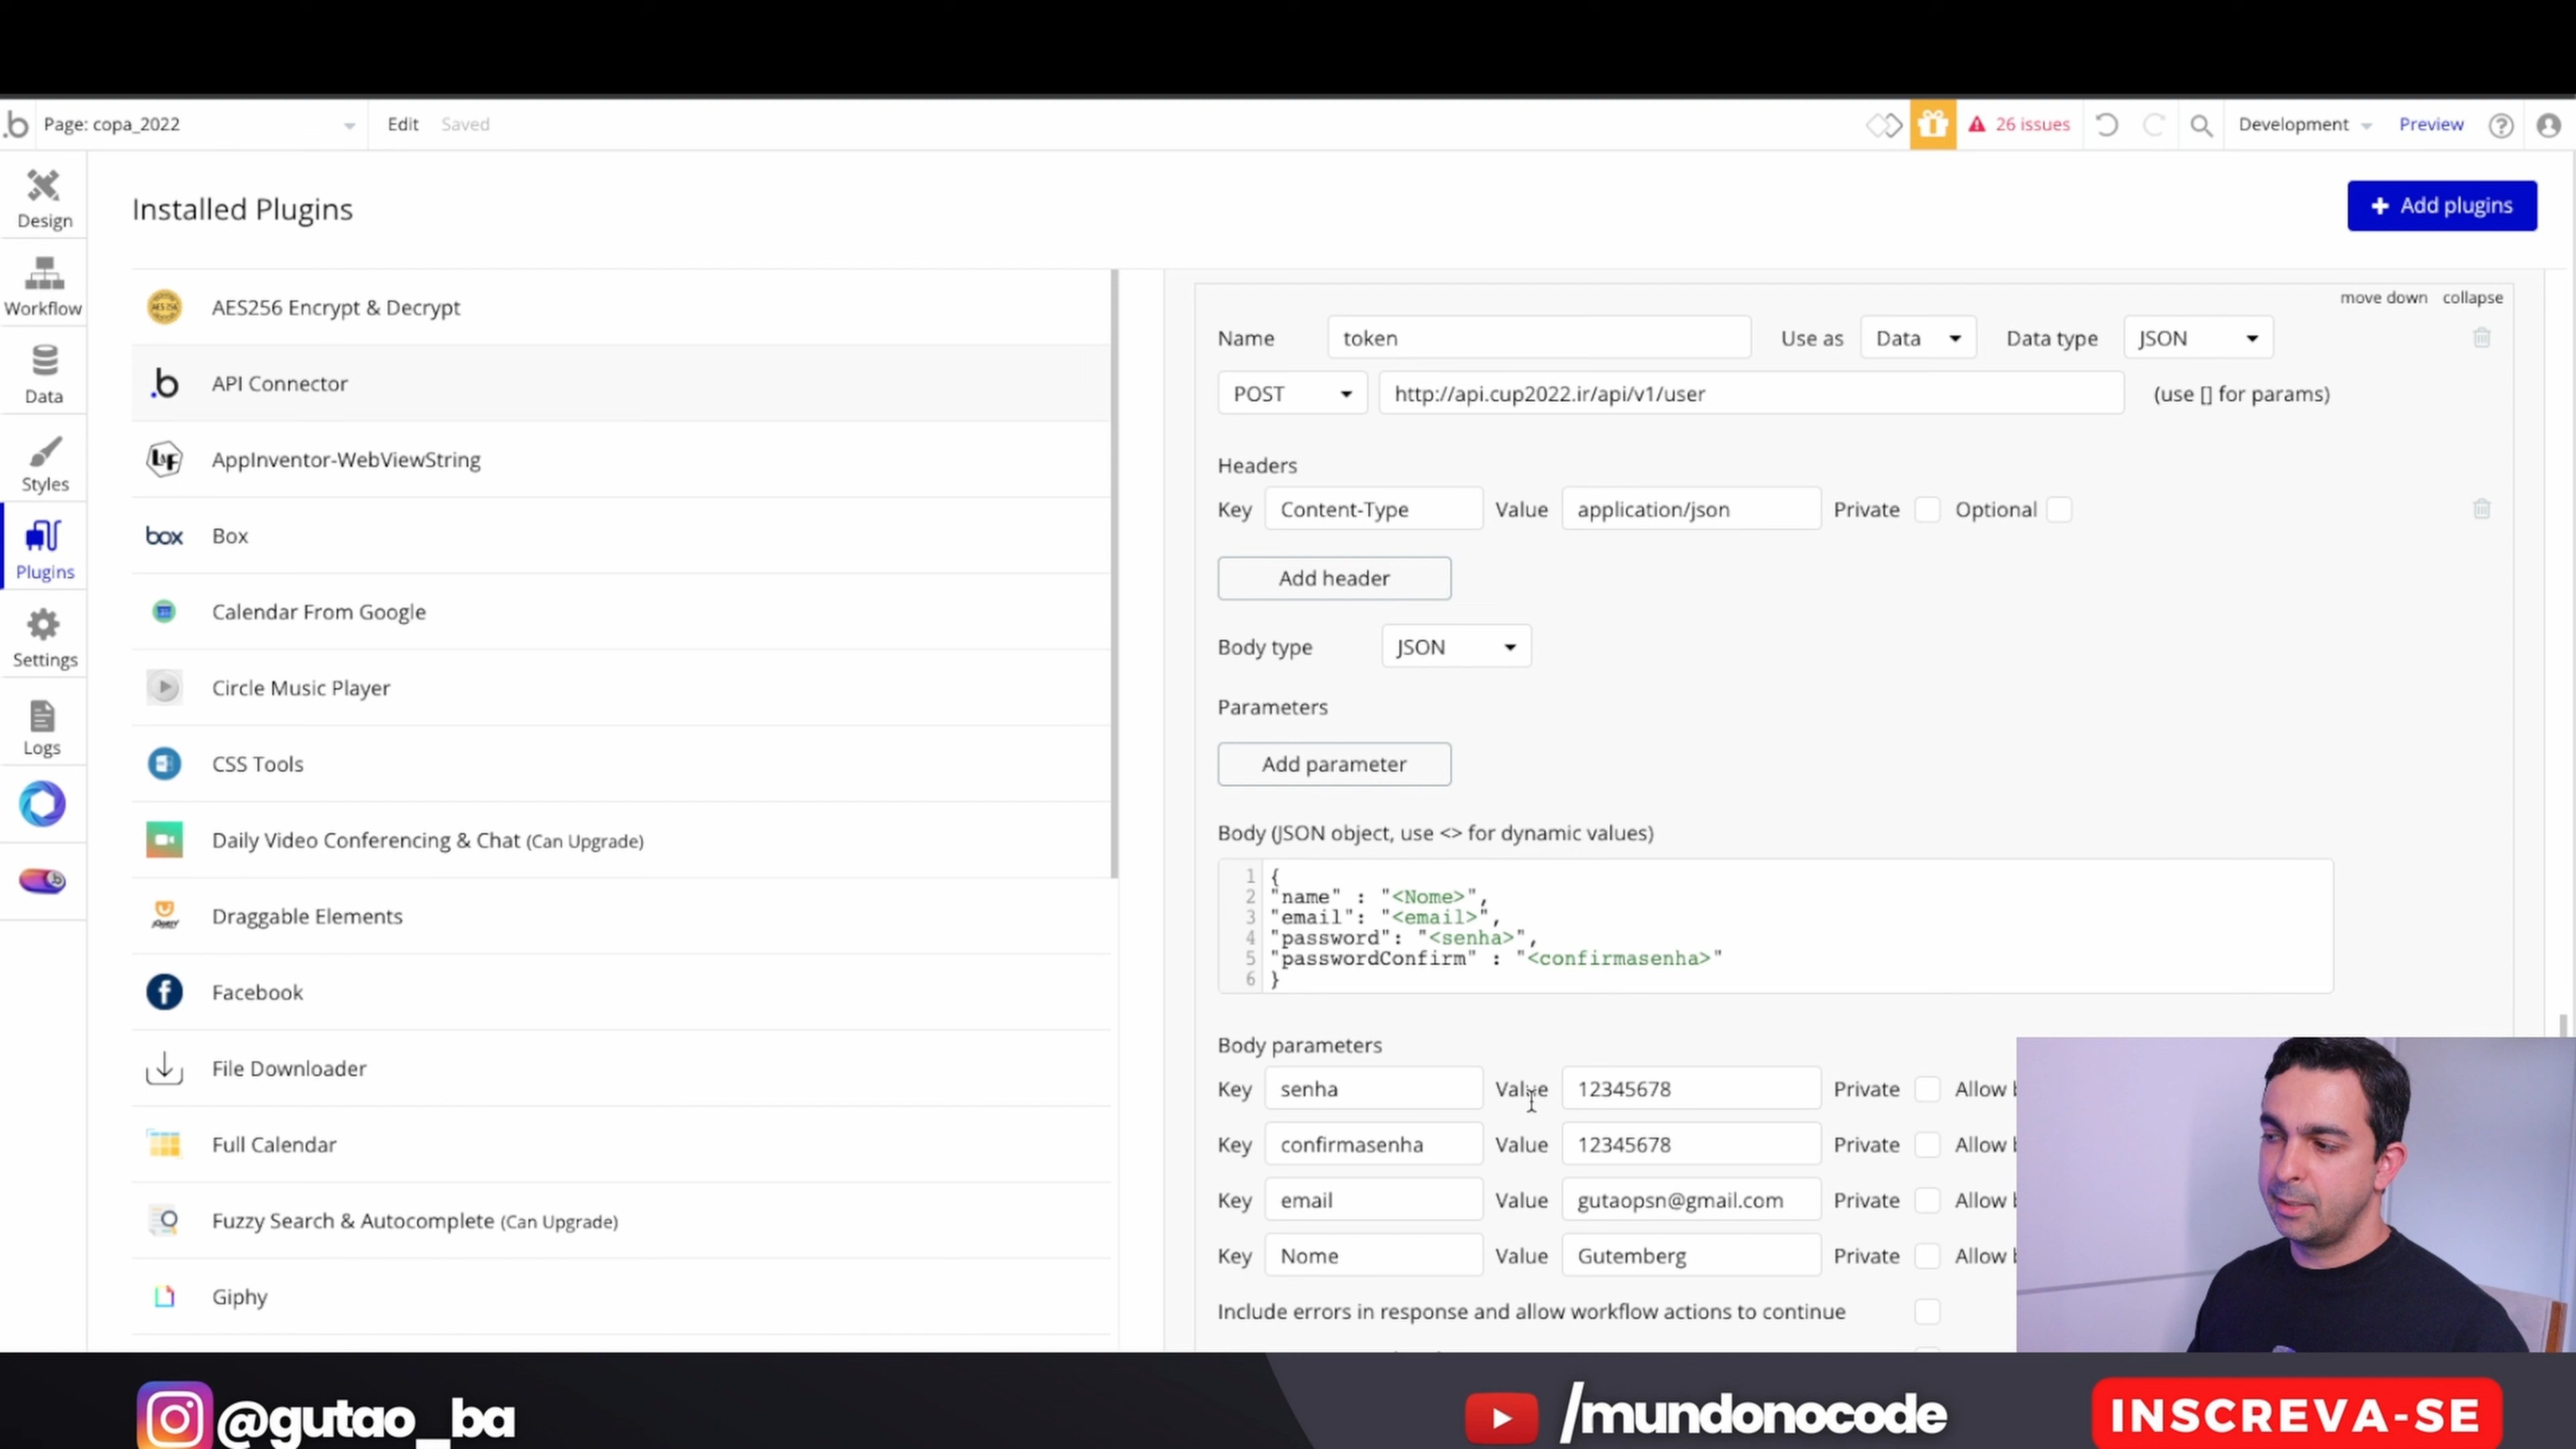 Page: copa_2022
Edit
Saved
26 issues
Development
Preview
Design
Workflow
Data
Styles
Plugins
Settings
Logs
Installed Plugins
+ Add plugins
AES256 Encrypt & Decrypt
API Connector
AppInventor-WebViewString
box Box
Calendar From Google
Circle Music Player
CSS Tools
Daily Video Conferencing & Chat (Can Upgrade)
Draggable Elements
Facebook
File Downloader
Full Calendar
Fuzzy Search & Autocomplete (Can Upgrade)
Giphy
move down collapse
Name token Use as Data Data type JSON
POST http://api.cup2022.ir/api/v1/user (use [] for params)
Headers
Key Content-Type Value application/json Private Optional
Add header
Body type JSON
Parameters
Add parameter
Body (JSON object, use <> for dynamic values)
1 {
2 "name" : "<Nome>",
3 "email": "<email>",
4 "password": "<senha>",
5 "passwordConfirm" : "<confirmasenha>"
6 }
Body parameters
Key senha Value 12345678 Private Allow
Key confirmasenha Value 12345678 Private Allow
Key email Value gutaopsn@gmail.com Private Allow
Key Nome Value Gutemberg Private Allow
Include errors in response and allow workflow actions to continue
@gutao_ba
/mundonocode
INSCREVA-SE